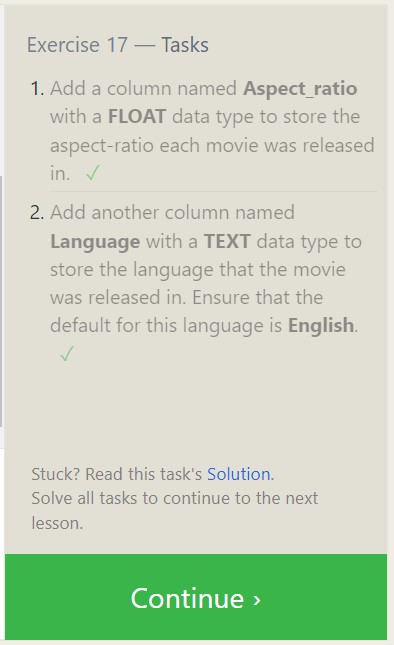 Exercise 17 — Tasks
1. Add a column named Aspect_ratio
with a FLOAT data type to store the
aspect-ratio each movie was released
in. ✓
2. Add another column named
Language with a TEXT data type to
store the language that the movie
was released in. Ensure that the
default for this language is English.
✓
Stuck? Read this task's Solution.
Solve all tasks to continue to the next
lesson.
Continue ›